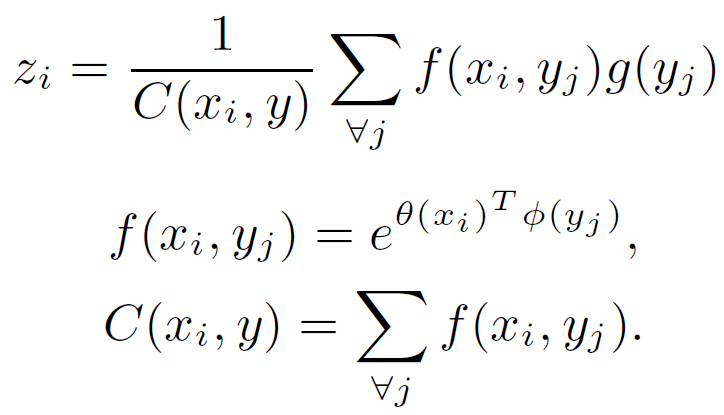 z_i = \frac{1}{C(x_i, y)} \sum_{\forall j} f(x_i, y_j) g(y_j)
f(x_i, y_j) = e^{\theta(x_i)^T \phi(y_j)},
C(x_i, y) = \sum_{\forall j} f(x_i, y_j).